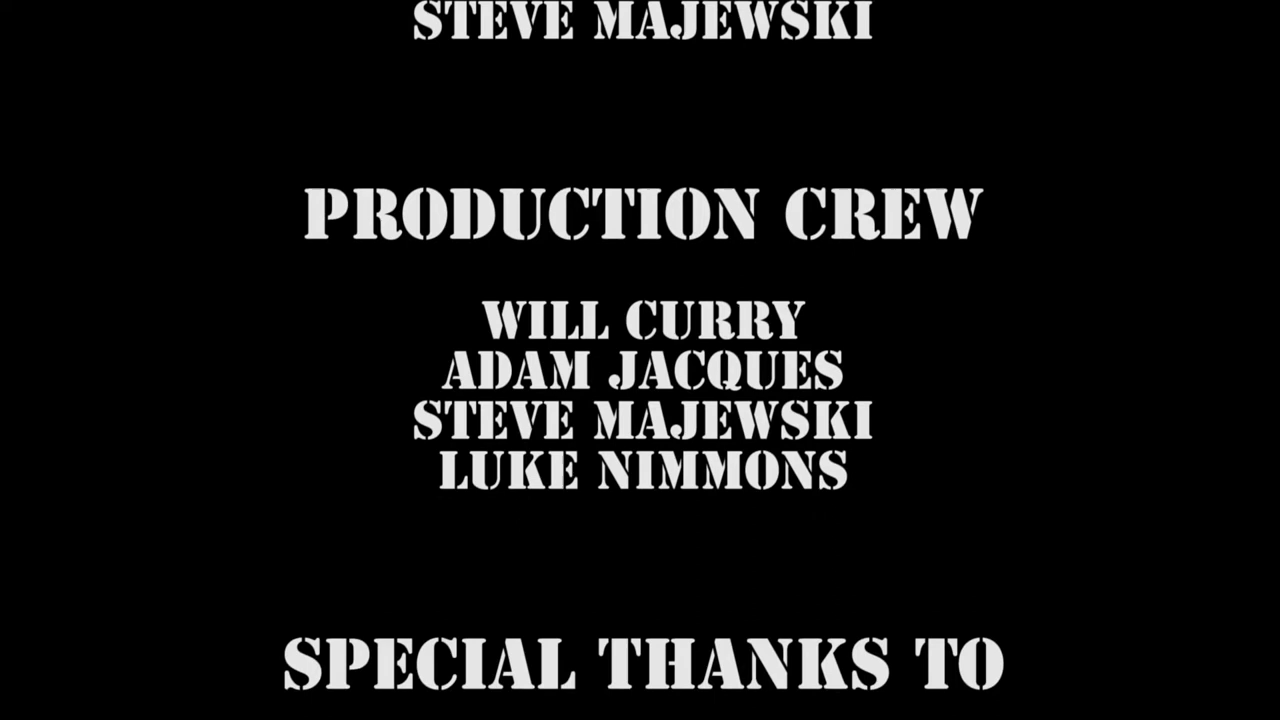 STEVE MAJEWSKI
PRODUCTION CREW
WILL CURRY
ADAM JACQUES
STEVE MAJEWSKI
LUKE NIMMONS
SPECIAL THANKS TO